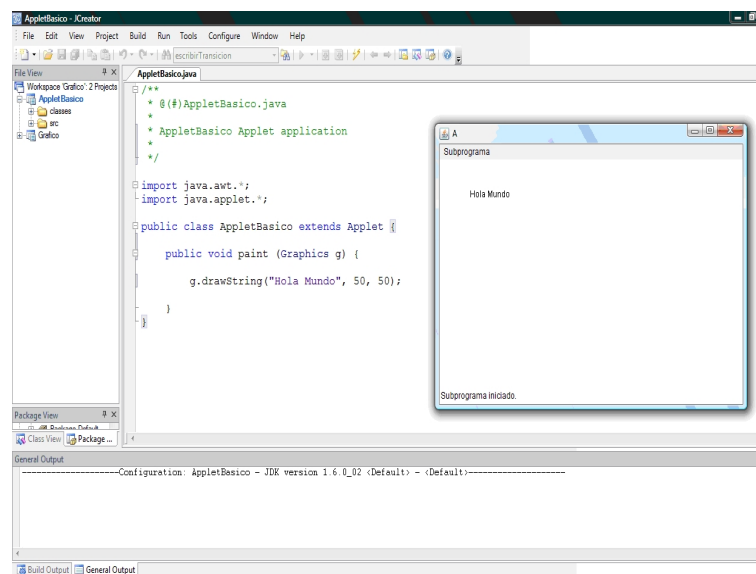 AppletBasico - JCreator
File Edit View Project Build Run Tools Configure Window Help
escribirTransicion
File View
Workspace 'Grafico': 2 Projects
AppletBasico
classes
src
Grafico
AppletBasico.java
/**
* @(#)AppletBasico.java
*
* AppletBasico Applet application
*
*/
import java.awt.*;
import java.applet.*;
public class AppletBasico extends Applet {
public void paint (Graphics g) {
g.drawString("Hola Mundo", 50, 50);
}
}
A
Subprograma
Hola Mundo
Subprograma iniciado.
Package View
Package Default
Class View Package ...
General Output
--------------------Configuration: AppletBasico - JDK version 1.6.0_02 <Default> - <Default>--------------------
Build Output General Output